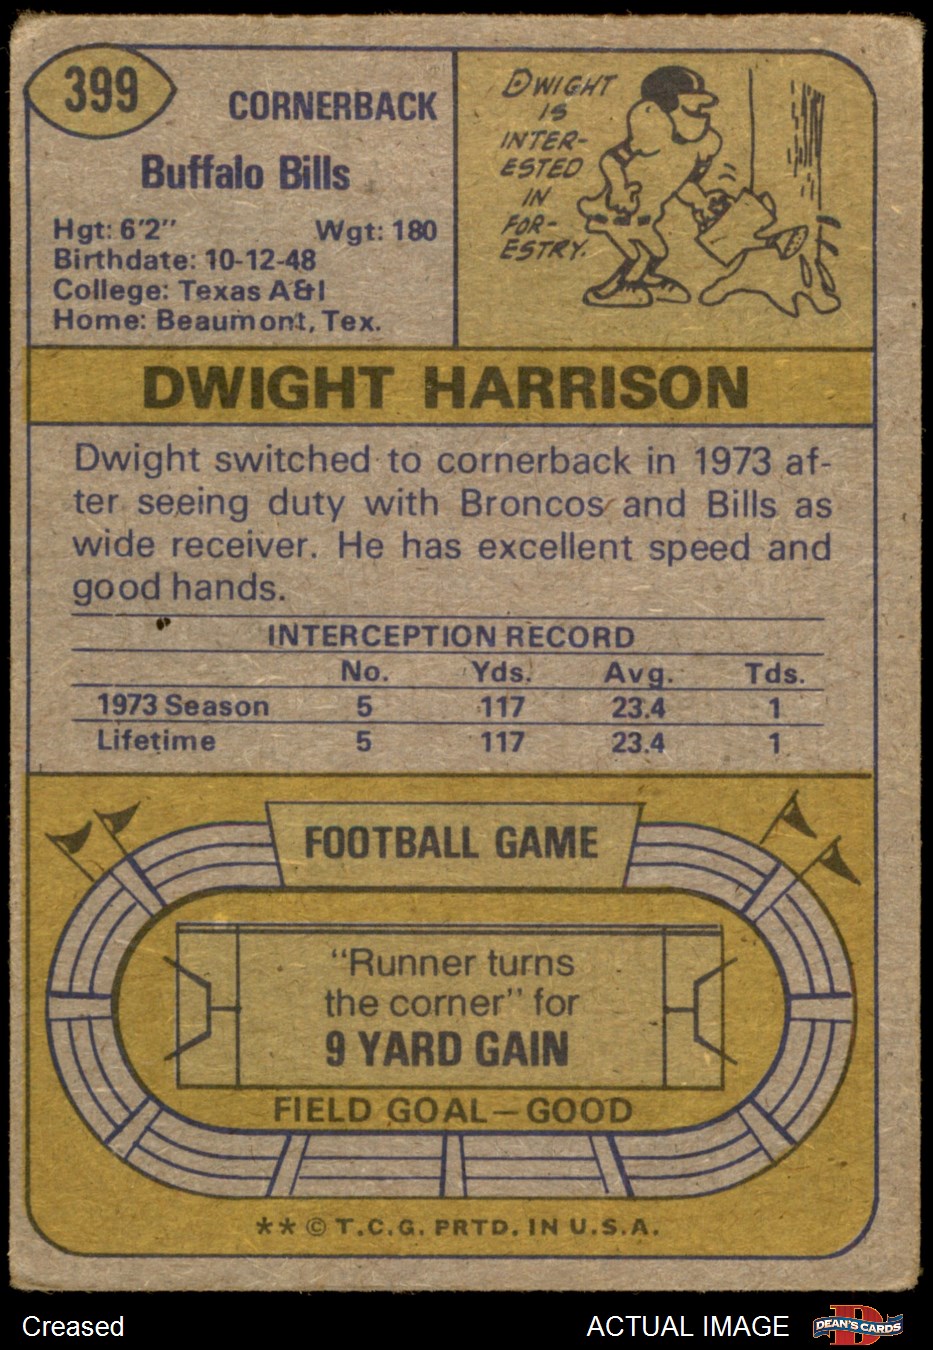 399
CORNERBACK
Buffalo Bills
Hgt: 6'2" Wgt: 180
Birthdate: 10-12-48
College: Texas A&I
Home: Beaumont, Tex.
DWIGHT
IS
INTER-
ESTED
IN
FOR-
ESTRY.
DWIGHT HARRISON
Dwight switched to cornerback in 1973 af-
ter seeing duty with Broncos and Bills as
wide receiver. He has excellent speed and
good hands.
INTERCEPTION RECORD
No. Yds. Avg. Tds.
1973 Season 5 117 23.4 1
Lifetime 5 117 23.4 1
FOOTBALL GAME
"Runner turns
the corner" for
9 YARD GAIN
FIELD GOAL—GOOD
** © T.C.G. PRTD. IN U.S.A.
Creased
ACTUAL IMAGE
DEAN'S CARDS